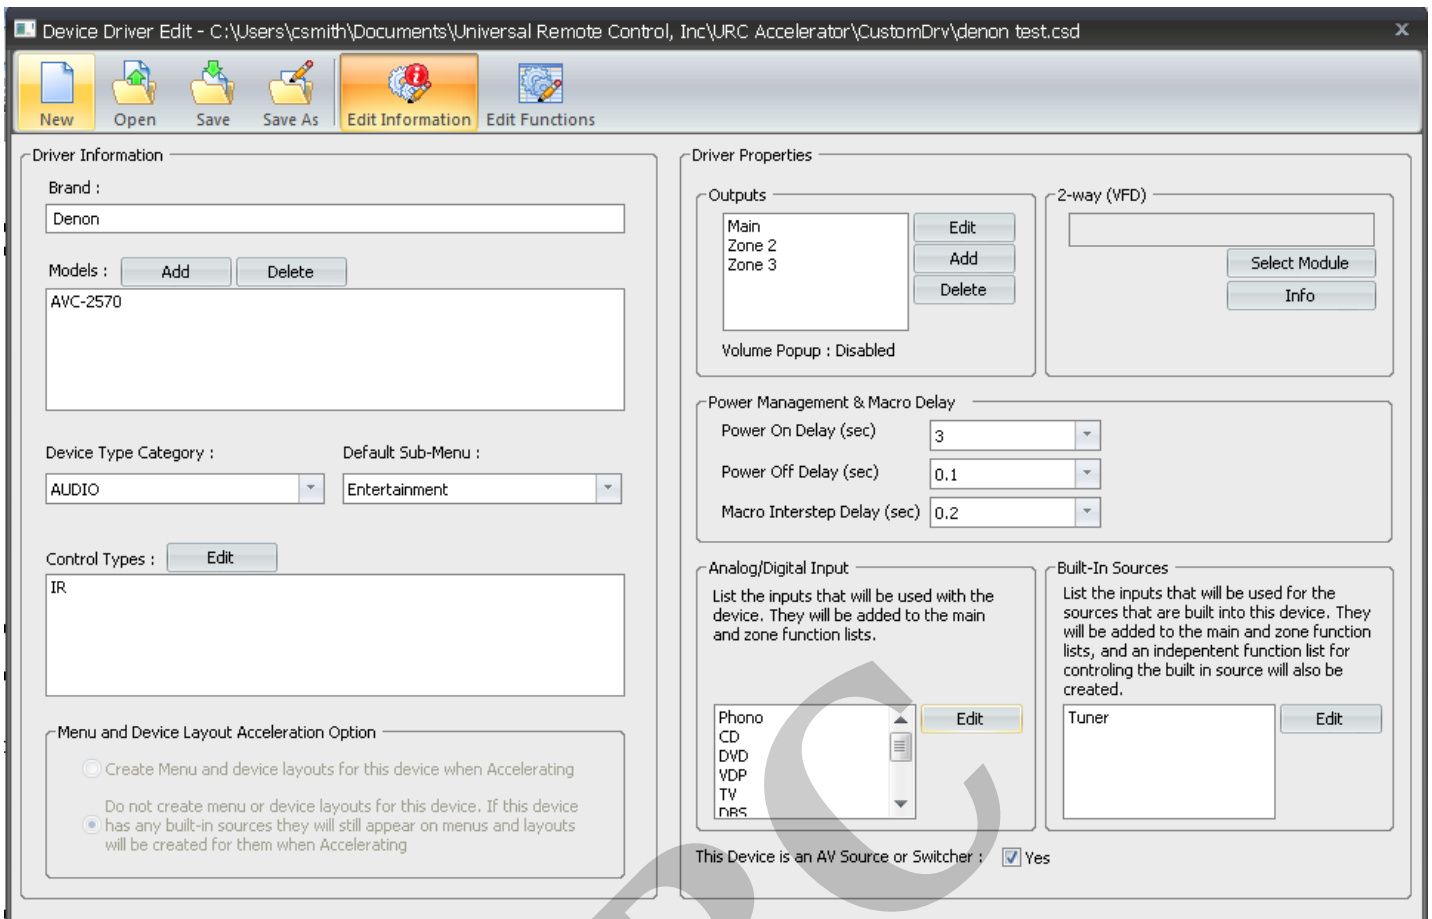 Device Driver Edit - C:\Users\csmith\Documents\Universal Remote Control, Inc\URC Accelerator\CustomDrv\denon test.csd x
New Open Save Save As Edit Information Edit Functions
Driver Information
Brand :
Denon
Models : Add Delete
AVC-2570
Device Type Category : Default Sub-Menu :
AUDIO Entertainment
Control Types : Edit
IR
Menu and Device Layout Acceleration Option
Create Menu and device layouts for this device when Accelerating
Do not create menu or device layouts for this device. If this device
has any built-in sources they will still appear on menus and layouts
will be created for them when Accelerating
Driver Properties
Outputs
Main
Zone 2
Zone 3
Edit
Add
Delete
Volume Popup : Disabled
2-way (VFD)
Select Module
Info
Power Management & Macro Delay
Power On Delay (sec) 3
Power Off Delay (sec) 0.1
Macro Interstep Delay (sec) 0.2
Analog/Digital Input
List the inputs that will be used with the
device. They will be added to the main
and zone function lists.
Phono
CD
DVD
VDP
TV
DBS
Edit
Built-In Sources
List the inputs that will be used for the
sources that are built into this device. They
will be added to the main and zone function
lists, and an indepentent function list for
controling the built in source will also be
created.
Tuner
Edit
This Device is an AV Source or Switcher : Yes